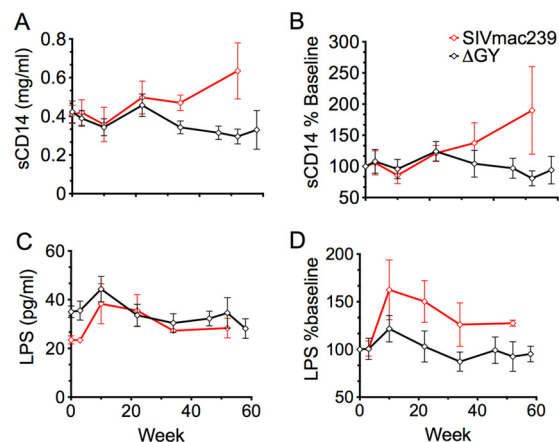 A
sCD14 (mg/ml)
0.8
0.6
0.4
0.2
0
B
SIVmac239
ΔGY
sCD14 % Baseline
300
250
200
150
100
50
0
C
LPS (pg/ml)
60
40
20
0
0 20 40 60
Week
D
LPS %baseline
200
150
100
50
0 20 40 60
Week